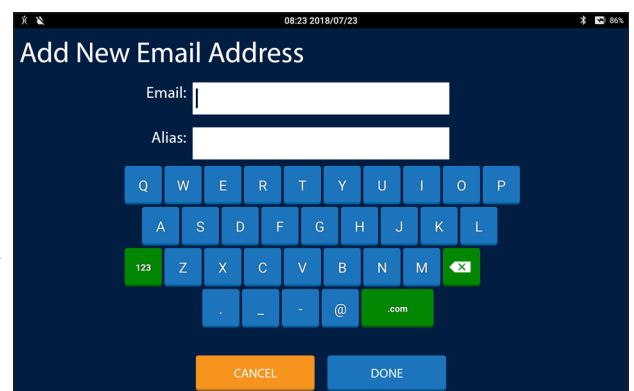 08:23 2018/07/23 86%
Add New Email Address
Email:
Alias:
Q W E R T Y U I O P
A S D F G H J K L
123 Z X C V B N M
. _ - @ .com
CANCEL DONE